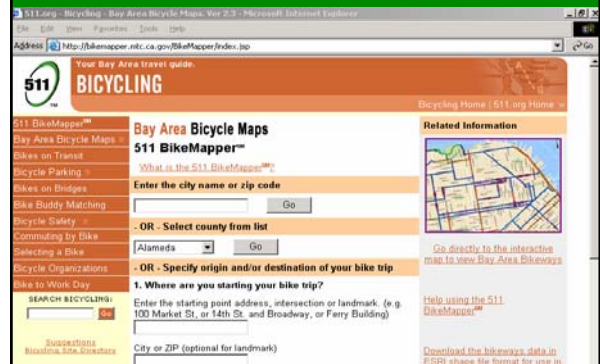 511.org - Bicycling - Bay Area Bicycle Maps. Ver 2.3 - Microsoft Internet Explorer
File Edit View Favorites Tools Help
Address http://bikemapper.mtc.ca.gov/BikeMapper/index.jsp
Go
Your Bay Area travel guide.
511
BICYCLING
Bicycling Home | 511.org Home
511 BikeMapper℠
Bay Area Bicycle Maps
Bikes on Transit
Bicycle Parking
Bikes on Bridges
Bike Buddy Matching
Bicycle Safety
Commuting by Bike
Selecting a Bike
Bicycle Organizations
Bike to Work Day
SEARCH BICYCLING:
Go
Suggestions
Bicycling Site Directory
Bay Area Bicycle Maps
511 BikeMapper℠
What is the 511 BikeMapper℠?
Enter the city name or zip code
Go
- OR - Select county from list
Alameda
Go
- OR - Specify origin and/or destination of your bike trip
1. Where are you starting your bike trip?
Enter the starting point address, intersection or landmark. (e.g.
100 Market St, or 14th St. and Broadway, or Ferry Building)
City or ZIP (optional for landmark)
Related Information
Go directly to the interactive
map to view Bay Area Bikeways
Help using the 511
BikeMapper℠
Download the bikeways data in
ESRI shape file format for use in